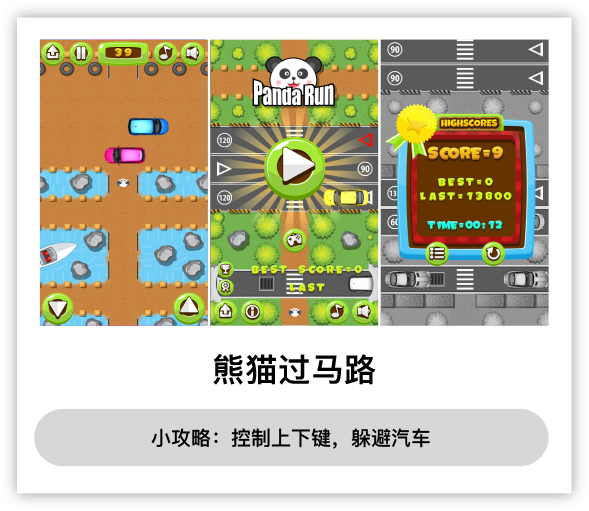 39
Panda Run
120
90
120
BEST SCORE=0
LAST
90
90
HIGHSCORES
SCORE=9
BEST=0
LAST=13800
TIME=00:12
60
熊猫过马路
小攻略：控制上下键，躲避汽车